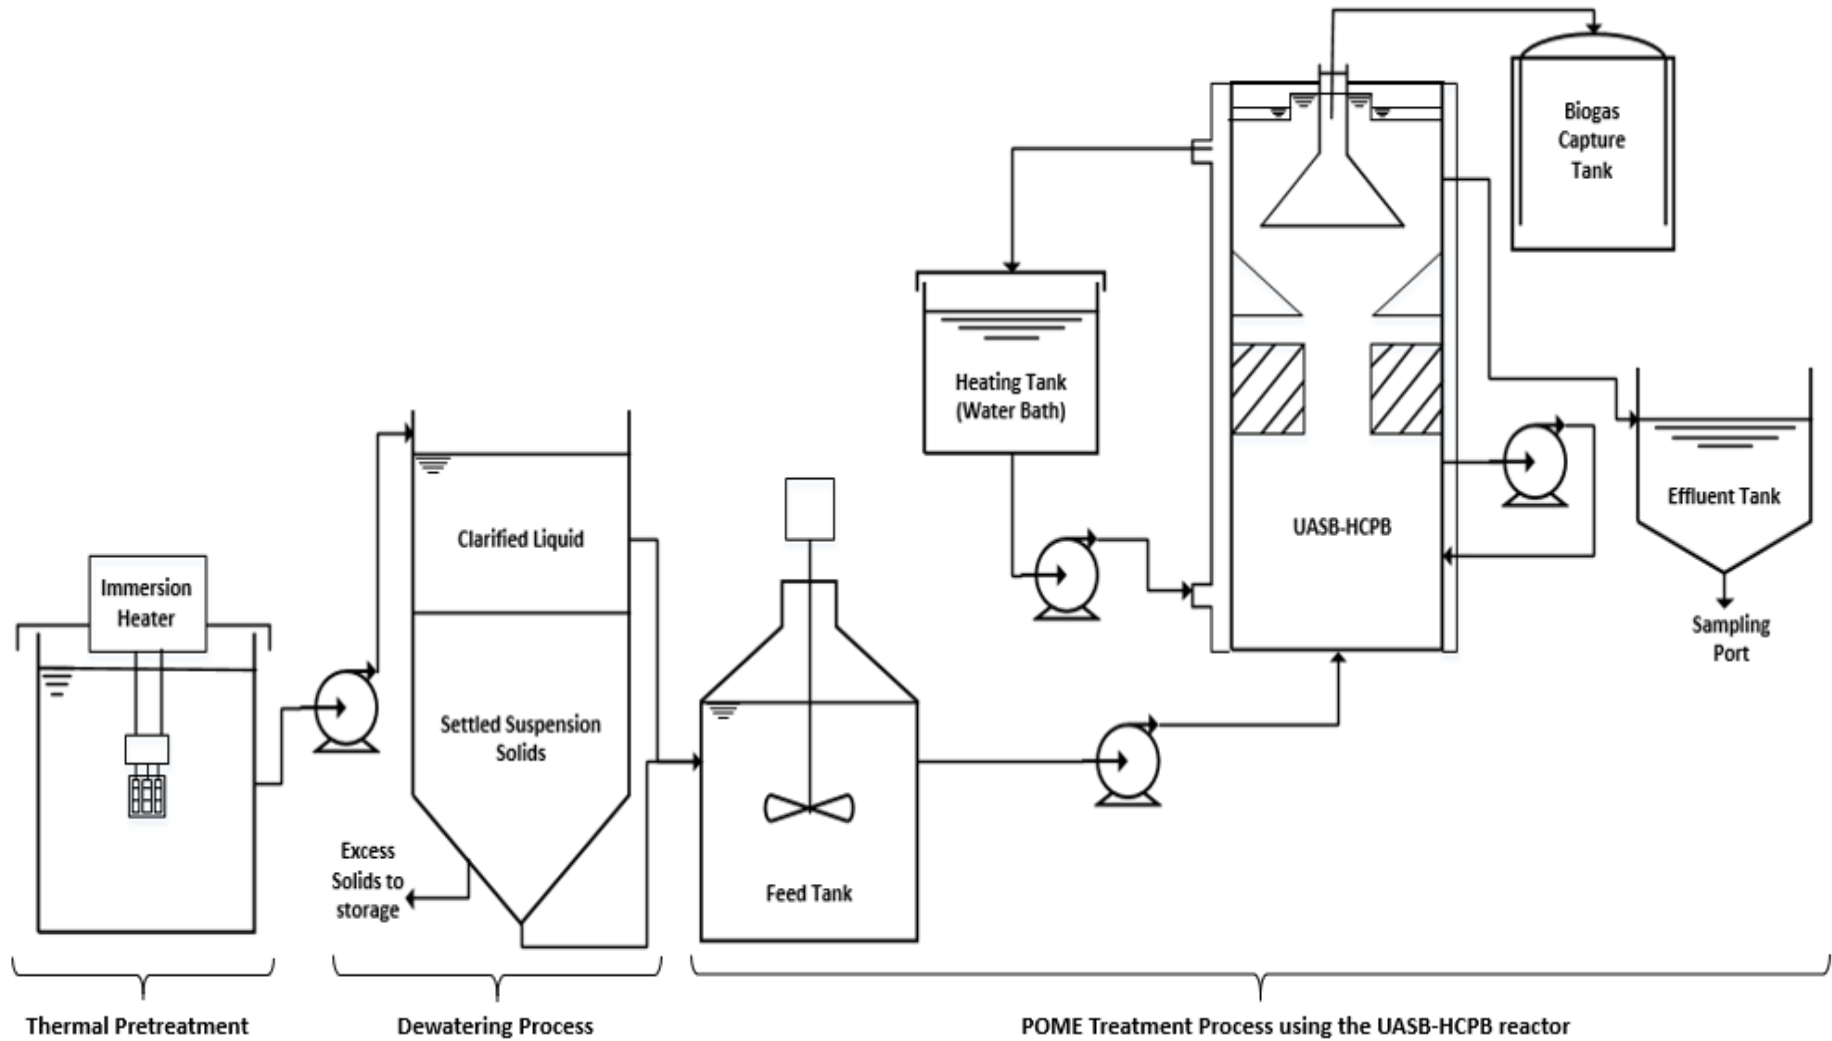 Biogas
Capture
Tank
Heating Tank
(Water Bath)
Effluent Tank
UASB-HCPB
Clarified Liquid
Immersion
Heater
Sampling
Port
Settled Suspension
Solids
Excess
Solids to
storage
Feed Tank
Thermal Pretreatment
Dewatering Process
POME Treatment Process using the UASB-HCPB reactor